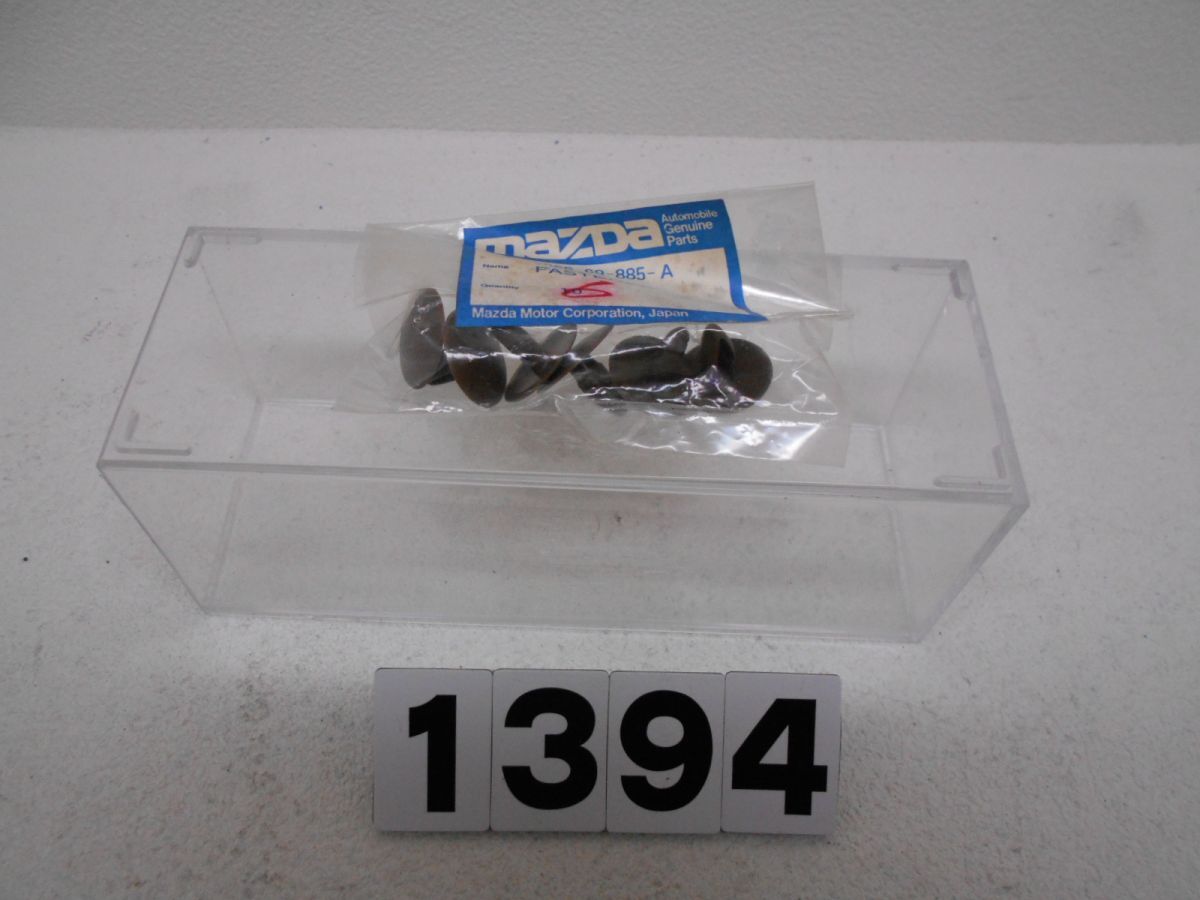 mazda
Automobile
Genuine
Parts
Name
885-A
Quantity
Mazda Motor Corporation, Japan
1394